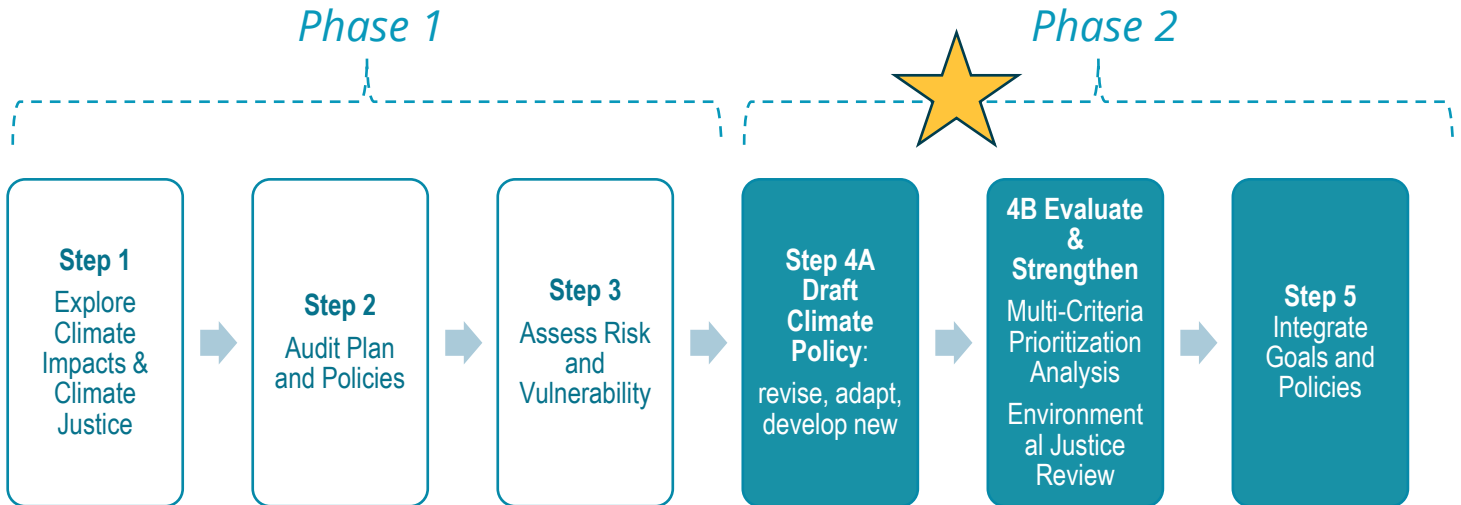 Phase 1
Phase 2
Step 1
Explore
Climate
Impacts &
Climate
Justice
Step 2
Audit Plan
and Policies
Step 3
Assess Risk
and
Vulnerability
Step 4A
Draft
Climate
Policy:
revise, adapt,
develop new
4B Evaluate
&
Strengthen
Multi-Criteria
Prioritization
Analysis
Environment
al Justice
Review
Step 5
Integrate
Goals and
Policies